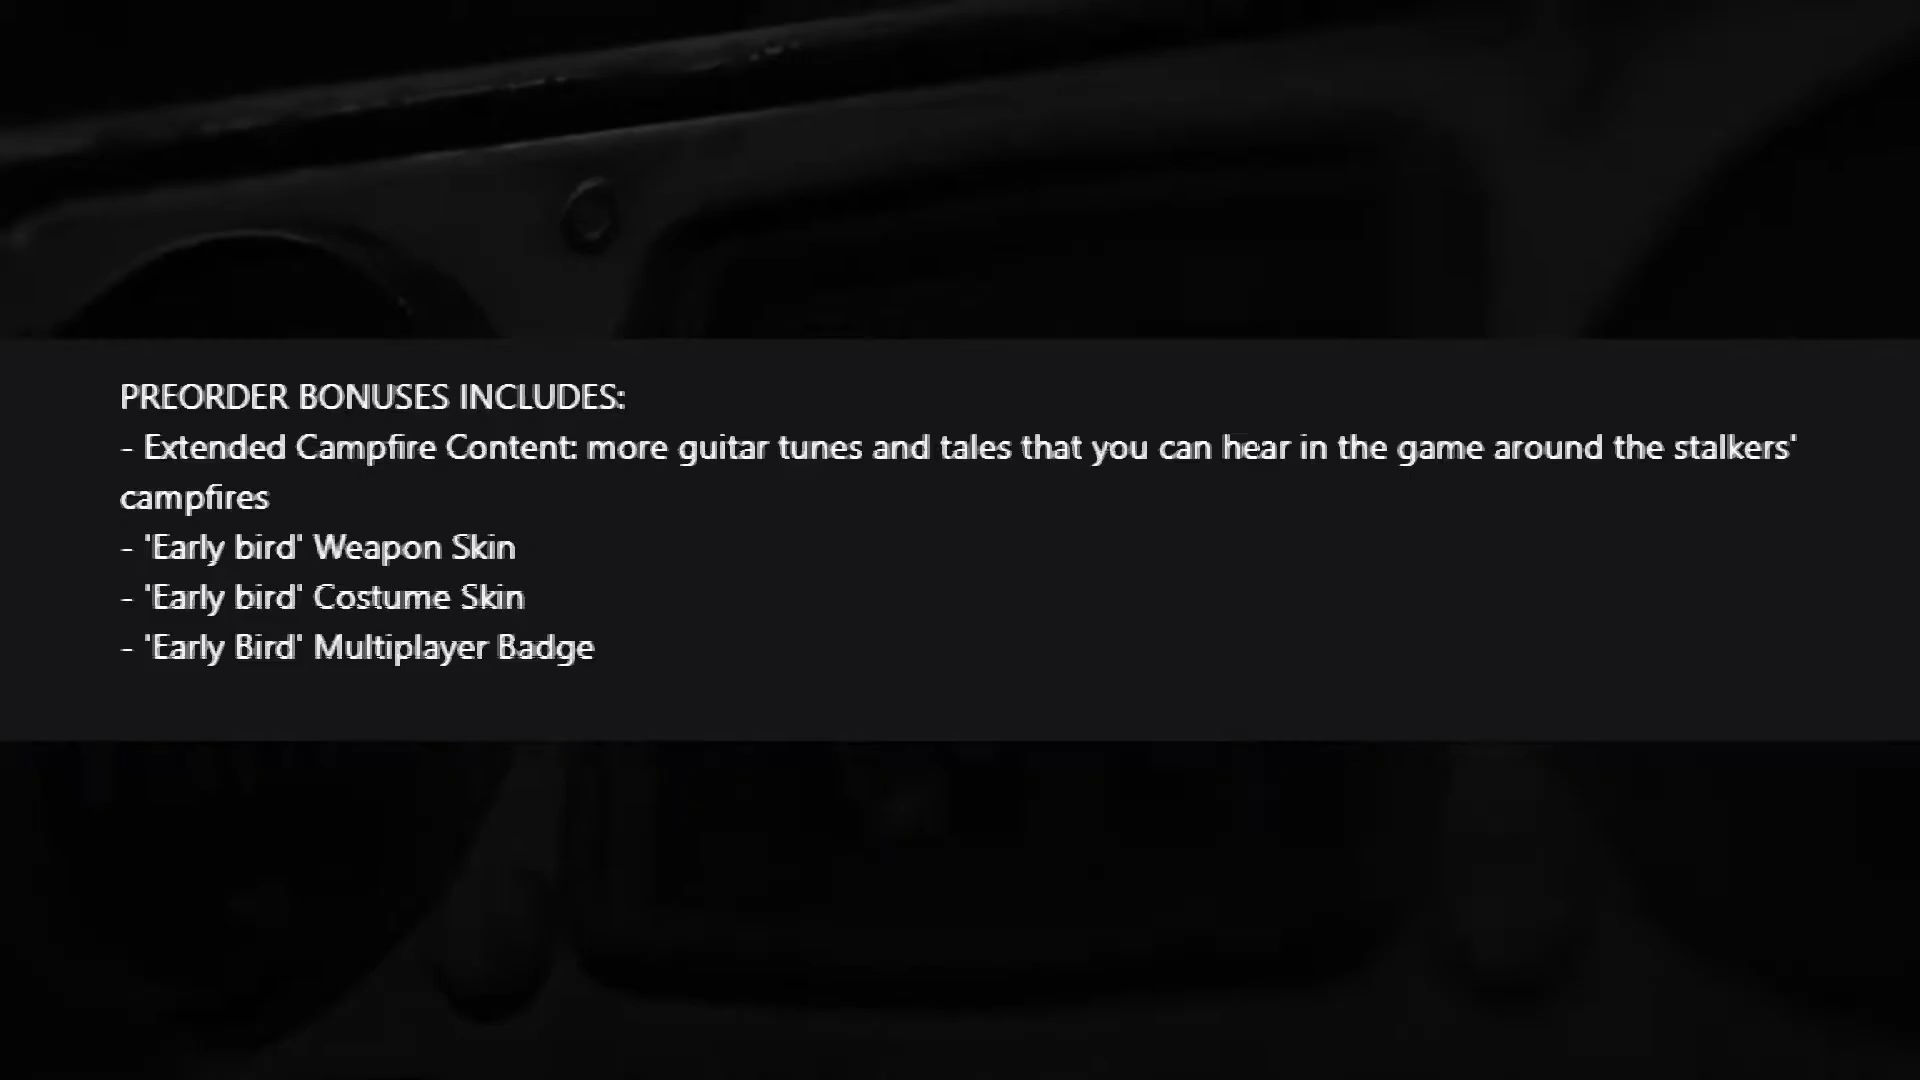 PREORDER BONUSES INCLUDES:
- Extended Campfire Content: more guitar tunes and tales that you can hear in the game around the stalkers'
campfires
- 'Early bird' Weapon Skin
- 'Early bird' Costume Skin
- 'Early Bird' Multiplayer Badge